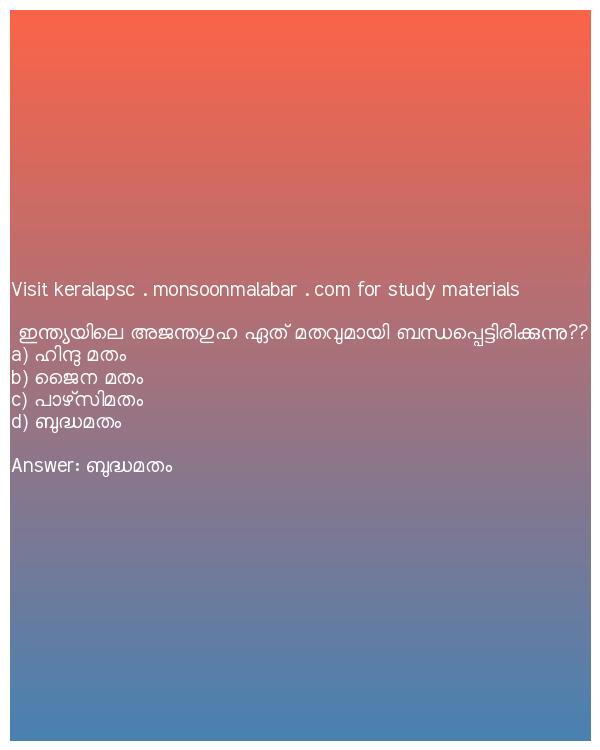 Visit keralapsc . monsoonmalabar . com for study materials
ഇന്ത്യയിലെ അജന്തഗുഹ ഏത് മതവുമായി ബന്ധപ്പെട്ടിരിക്കുന്നു??
a) ഹിന്ദു മതം
b) ജൈന മതം
c) പാഴ്സിമതം
d) ബുദ്ധമതം
Answer: ബുദ്ധമതം